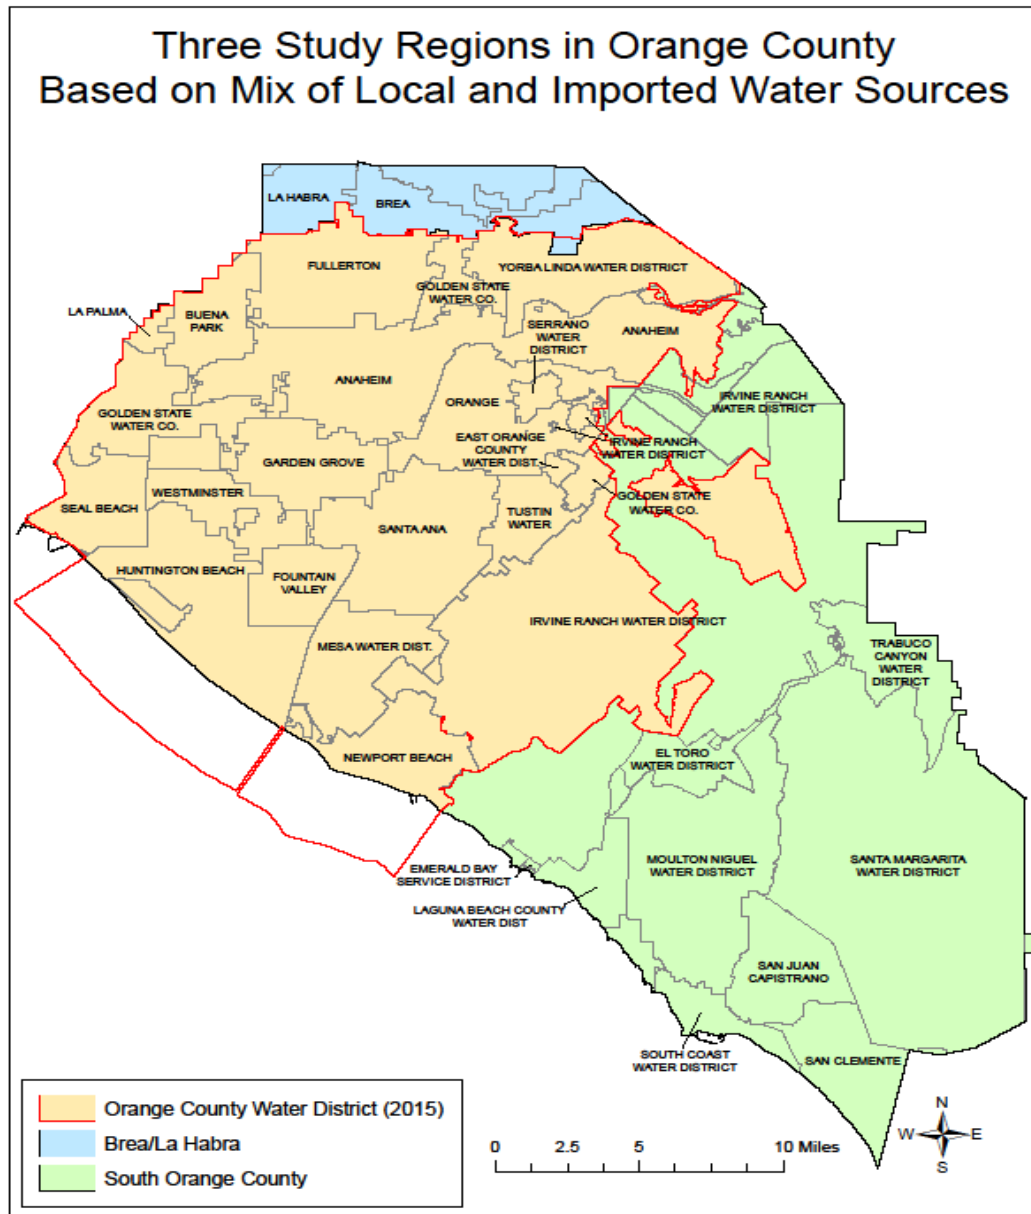 Three Study Regions in Orange County
Based on Mix of Local and Imported Water Sources
LA HABRA
BREA
FULLERTON
YORBA LINDA WATER DISTRICT
GOLDEN STATE
WATER CO.
LA PALMA
BUENA
PARK
SERRANO
WATER
DISTRICT
ANAHEIM
ANAHEIM
ORANGE
IRVINE RANCH
WATER DISTRICT
GOLDEN STATE
WATER CO.
EAST ORANGE
COUNTY
WATER DIST.
IRVINE RANCH
WATER DISTRICT
GARDEN GROVE
WESTMINSTER
SEAL BEACH
SANTA ANA
TUSTIN
WATER
GOLDEN STATE
WATER CO.
HUNTINGTON BEACH
FOUNTAIN
VALLEY
IRVINE RANCH WATER DISTRICT
MESA WATER DIST.
TRABUCO
CANYON
WATER
DISTRICT
NEWPORT BEACH
EL TORO
WATER DISTRICT
EMERALD BAY
SERVICE DISTRICT
MOULTON NIGUEL
WATER DISTRICT
SANTA MARGARITA
WATER DISTRICT
LAGUNA BEACH COUNTY
WATER DIST
SAN JUAN
CAPISTRANO
SOUTH COAST
WATER DISTRICT
SAN CLEMENTE
Orange County Water District (2015)
Brea/La Habra
South Orange County
0 2.5 5 10 Miles
N
W E
S